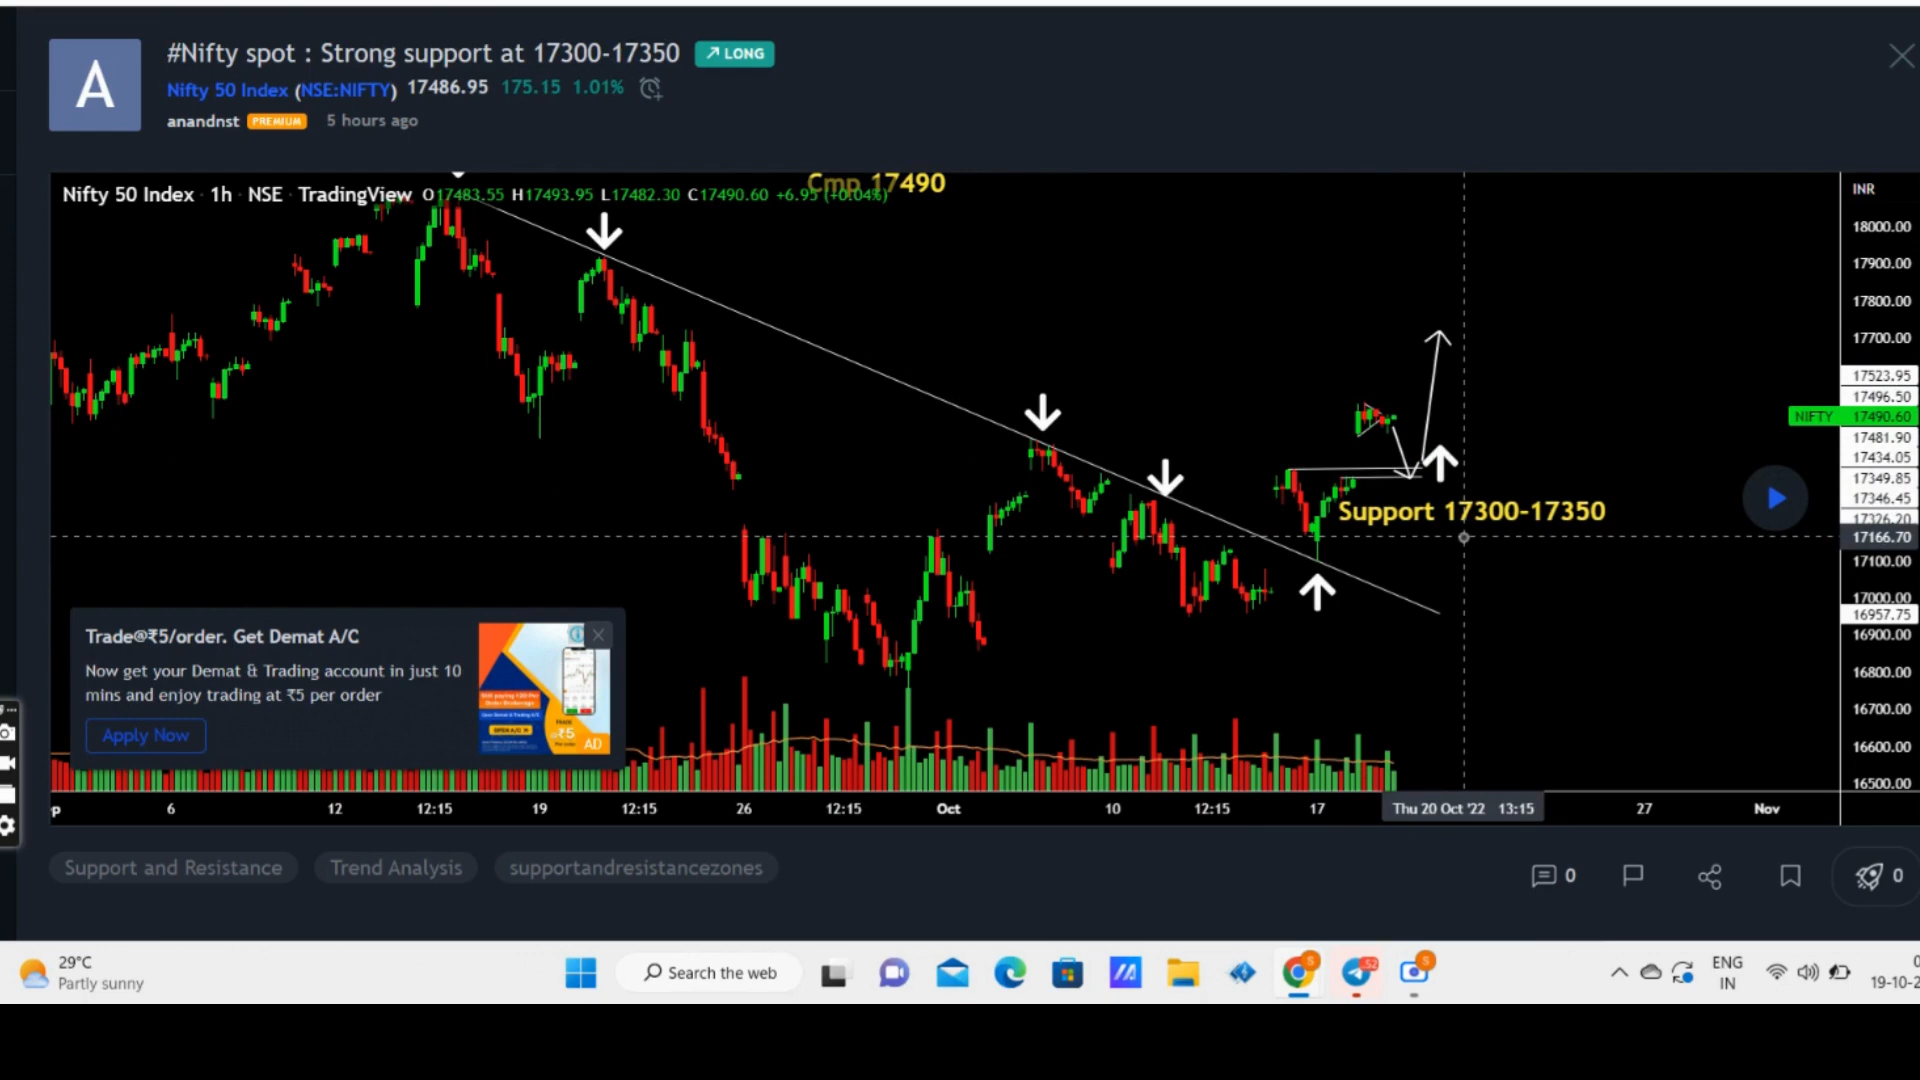 A
#Nifty spot : Strong support at 17300-17350
LONG
Nifty 50 Index (NSE:NIFTY) 17486.95 175.15 1.01%
anandnst PREMIUM 5 hours ago
Cmp 17490
Nifty 50 Index · 1h · NSE · TradingView O17483.55 H17493.95 L17482.30 C17490.60 +6.95 (+0.04%)
INR
18000.00
17900.00
17800.00
17700.00
17523.95
17496.50
NIFTY 17490.60
17481.90
17434.05
17349.85
17346.45
17326.20
17166.70
17100.00
17000.00
16957.75
16900.00
16800.00
16700.00
16600.00
16500.00
Support 17300-17350
Trade@₹5/order. Get Demat A/C
Now get your Demat & Trading account in just 10
mins and enjoy trading at ₹5 per order
Apply Now
₹5
AD
6 12 12:15 19 12:15 26 12:15 Oct 10 12:15 17 Thu 20 Oct '22 13:15 27 Nov
Support and Resistance
Trend Analysis
supportandresistancezones
0
0
29°C
Partly sunny
Search the web
ENG
IN
19-10-2